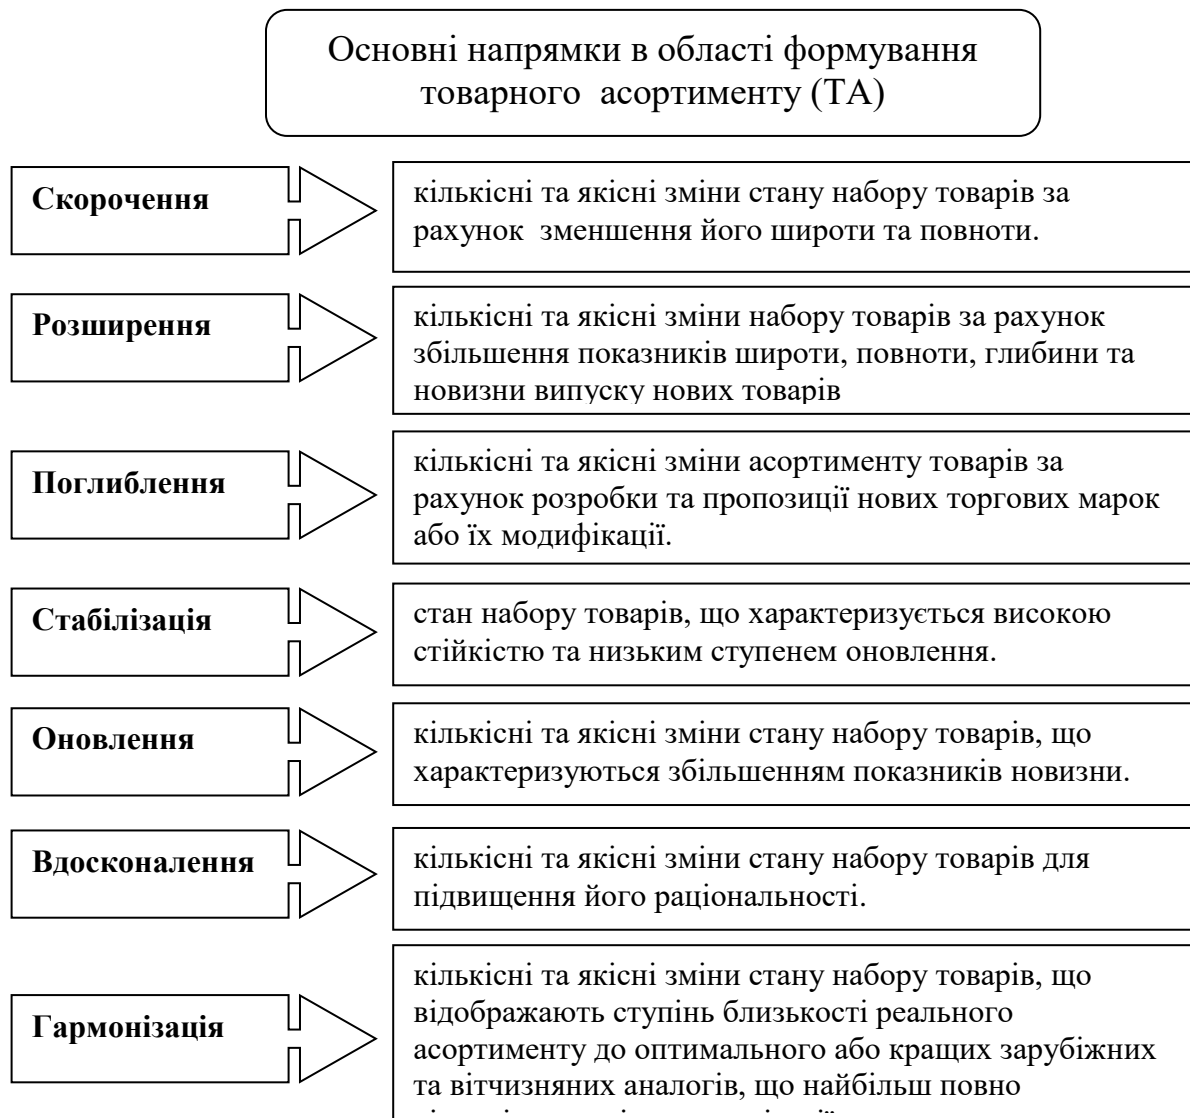 Основні напрямки в області формування
товарного асортименту (ТА)
Скорочення
кількісні та якісні зміни стану набору товарів за
рахунок зменшення його широти та повноти.
Розширення
кількісні та якісні зміни набору товарів за рахунок
збільшення показників широти, повноти, глибини та
новизни випуску нових товарів
Поглиблення
кількісні та якісні зміни асортименту товарів за
рахунок розробки та пропозиції нових торгових марок
або їх модифікації.
Стабілізація
стан набору товарів, що характеризується високою
стійкістю та низьким ступенем оновлення.
Оновлення
кількісні та якісні зміни стану набору товарів, що
характеризуються збільшенням показників новизни.
Вдосконалення
кількісні та якісні зміни стану набору товарів для
підвищення його раціональності.
Гармонізація
кількісні та якісні зміни стану набору товарів, що
відображають ступінь близькості реального
асортименту до оптимального або кращих зарубіжних
та вітчизняних аналогів, що найбільш повно